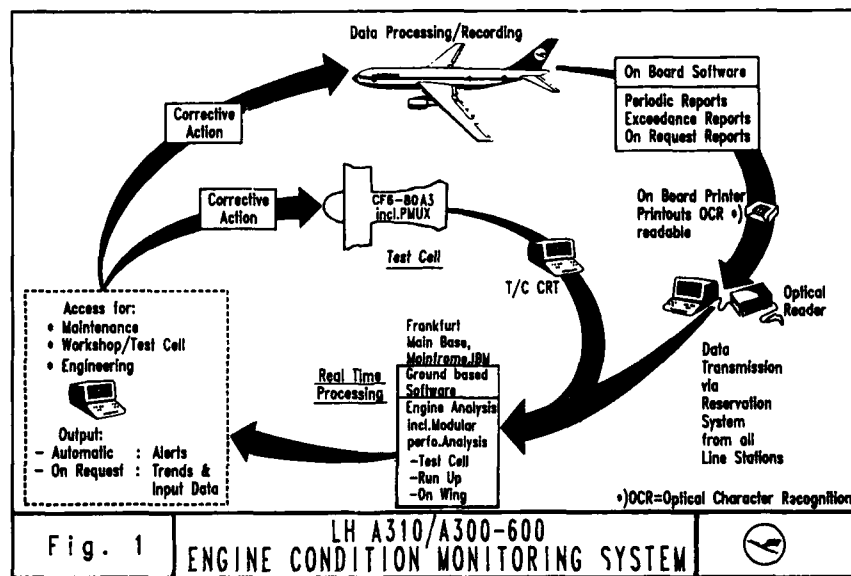 Data Processing/Recording
On Board Software
Periodic Reports
Exceedance Reports
On Request Reports
Corrective
Action
Corrective
Action
CF6-80A3
incl.PMUX
Test Cell
On Board Printer
Printouts OCR *)
readable
T/C CRT
Optical
Reader
Access for:
* Maintenance
* Workshop/Test Cell
* Engineering
Output:
- Automatic : Alerts
- On Request : Trends &
Input Data
Real Time
Processing
Frankfurt
Main Base,
Mainframe,IBM
Ground based
Software
Engine Analysis
incl.Modular
perfo.Analysis
-Test Cell
-Run Up
-On Wing
Data
Transmission
via
Reservation
System
from all
Line Stations
*)OCR=Optical Character Recognition
Fig. 1
LH A310/A300-600
ENGINE CONDITION MONITORING SYSTEM